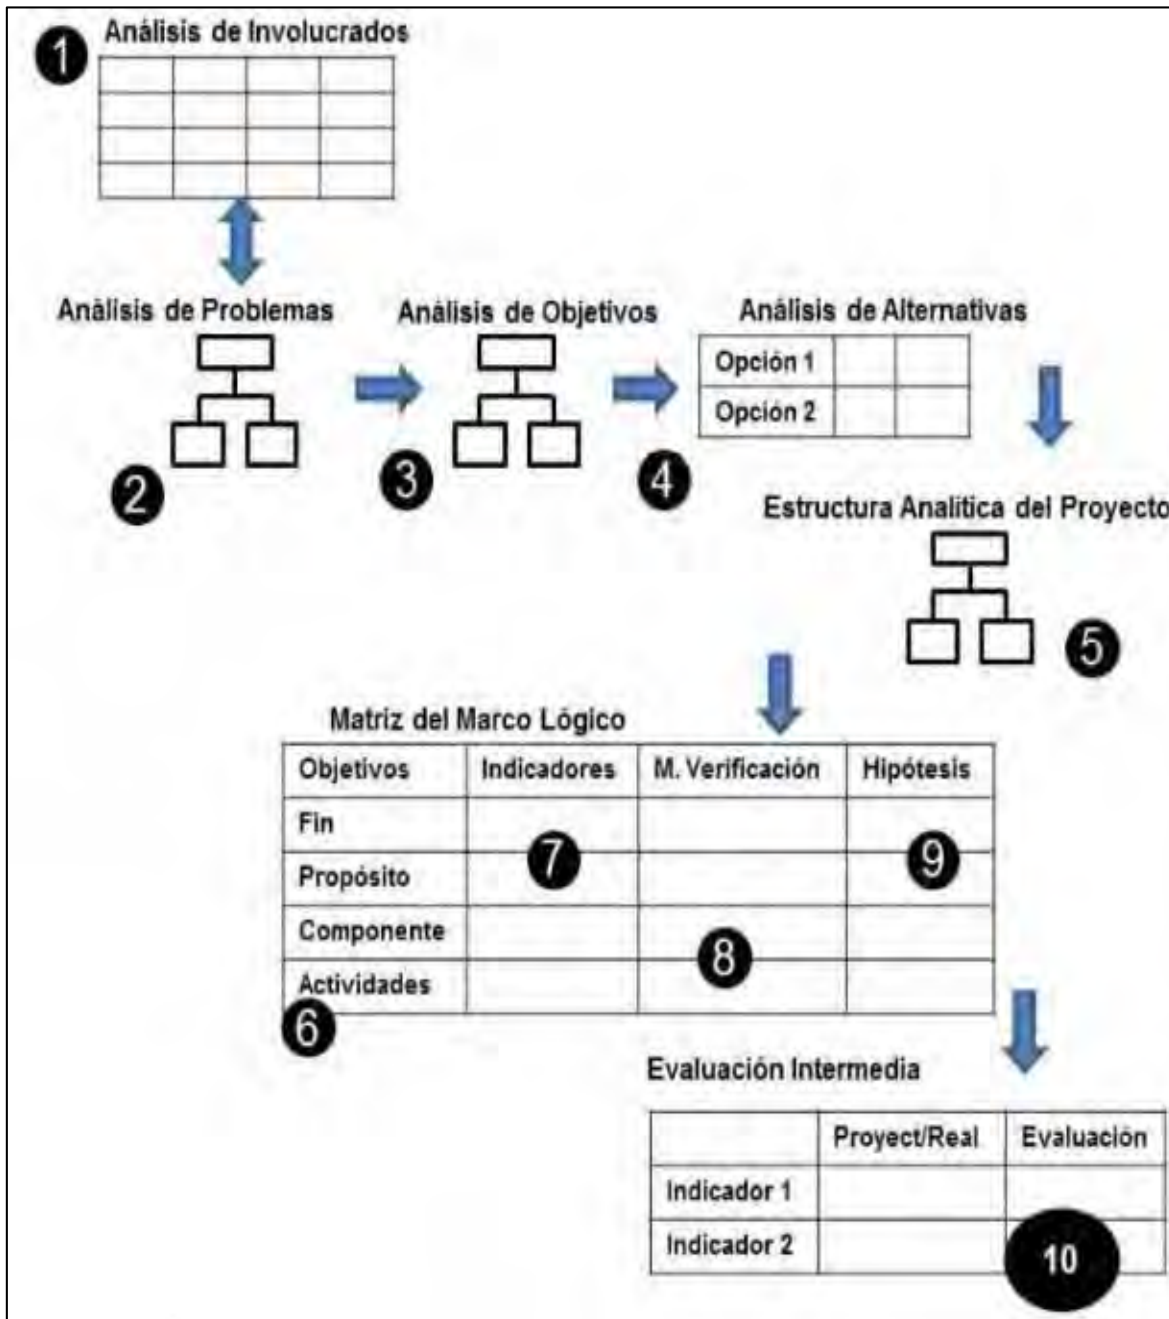 Análisis de Involucrados
1
Análisis de Problemas
Análisis de Objetivos
Análisis de Alternativas
Opción 1
Opción 2
2
3
4
Estructura Analítica del Proyecto
5
Matriz del Marco Lógico
Objetivos Indicadores M. Verificación Hipótesis
Fin
7
9
Propósito
Componente
8
Actividades
6
Evaluación Intermedia
Proyect/Real Evaluación
Indicador 1
Indicador 2
10